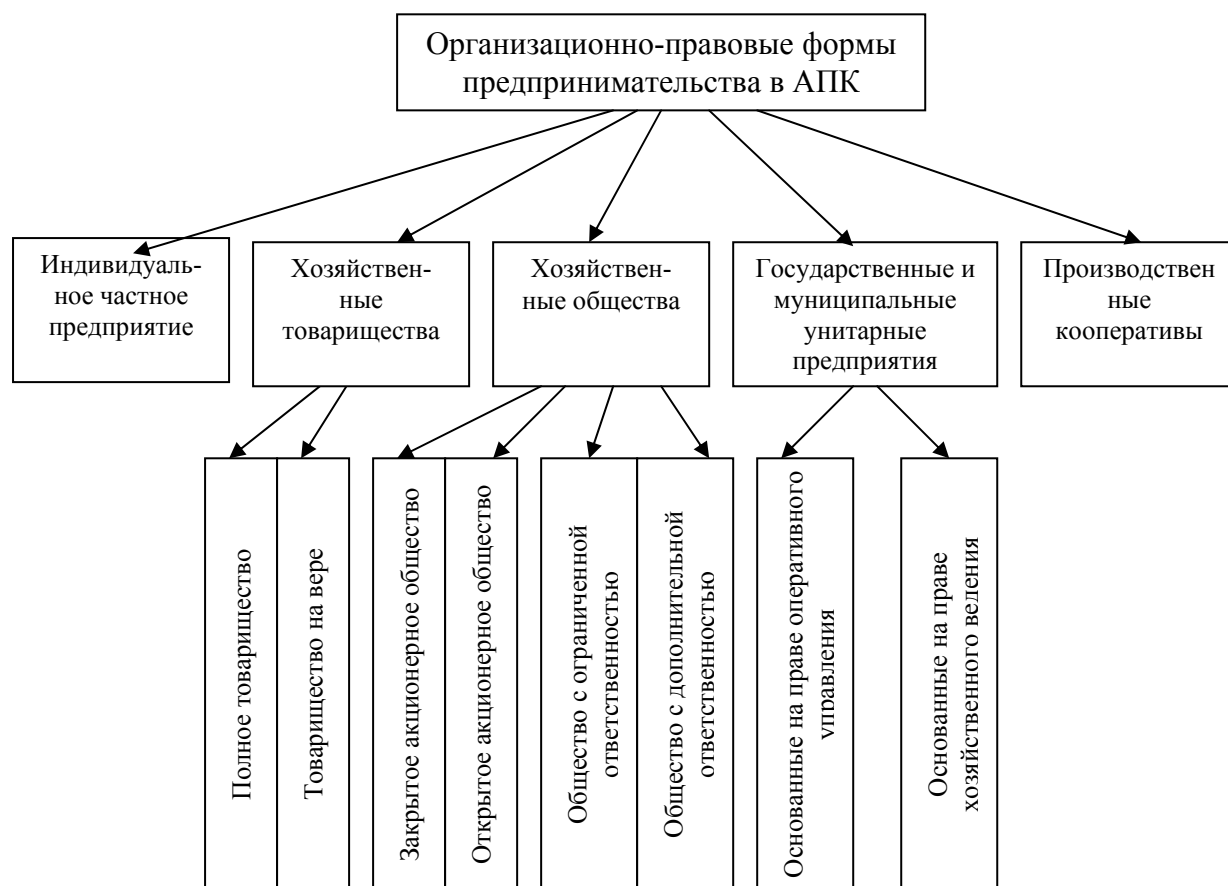 Организационно-правовые формы
предпринимательства в АПК
Индивидуаль-
ное частное
предприятие
Хозяйствен-
ные
товарищества
Хозяйствен-
ные общества
Государственные и
муниципальные
унитарные
предприятия
Производствен
ные
кооперативы
Полное товарищество
Товарищество на вере
Закрытое акционерное общество
Открытое акционерное общество
Общество с ограниченной
ответственностью
Общество с дополнительной
ответственностью
Основанные на праве оперативного
управления
Основанные на праве
хозяйственного ведения